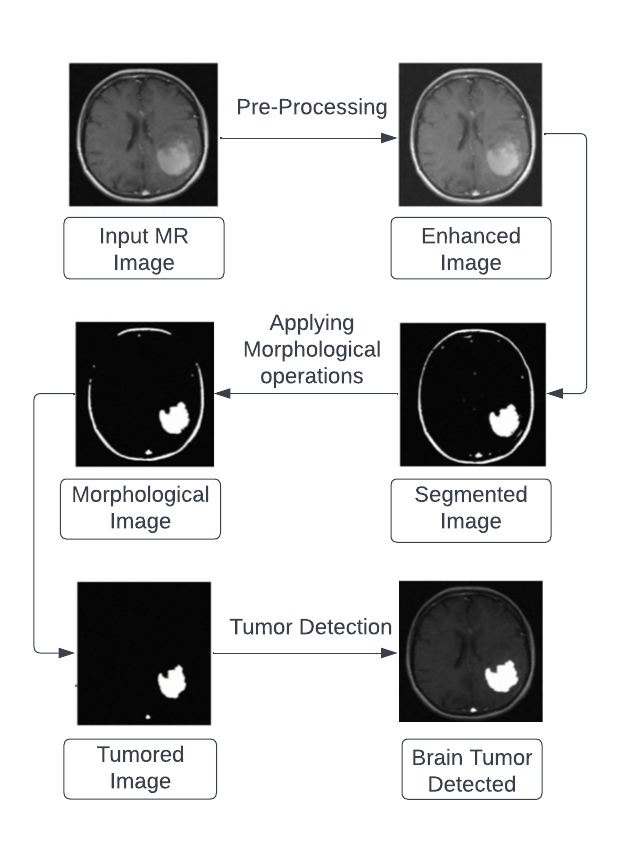 Pre-Processing
Input MR
Image
Enhanced
Image
Applying
Morphological
operations
Morphological
Image
Segmented
Image
Tumor Detection
Tumored
Image
Brain Tumor
Detected